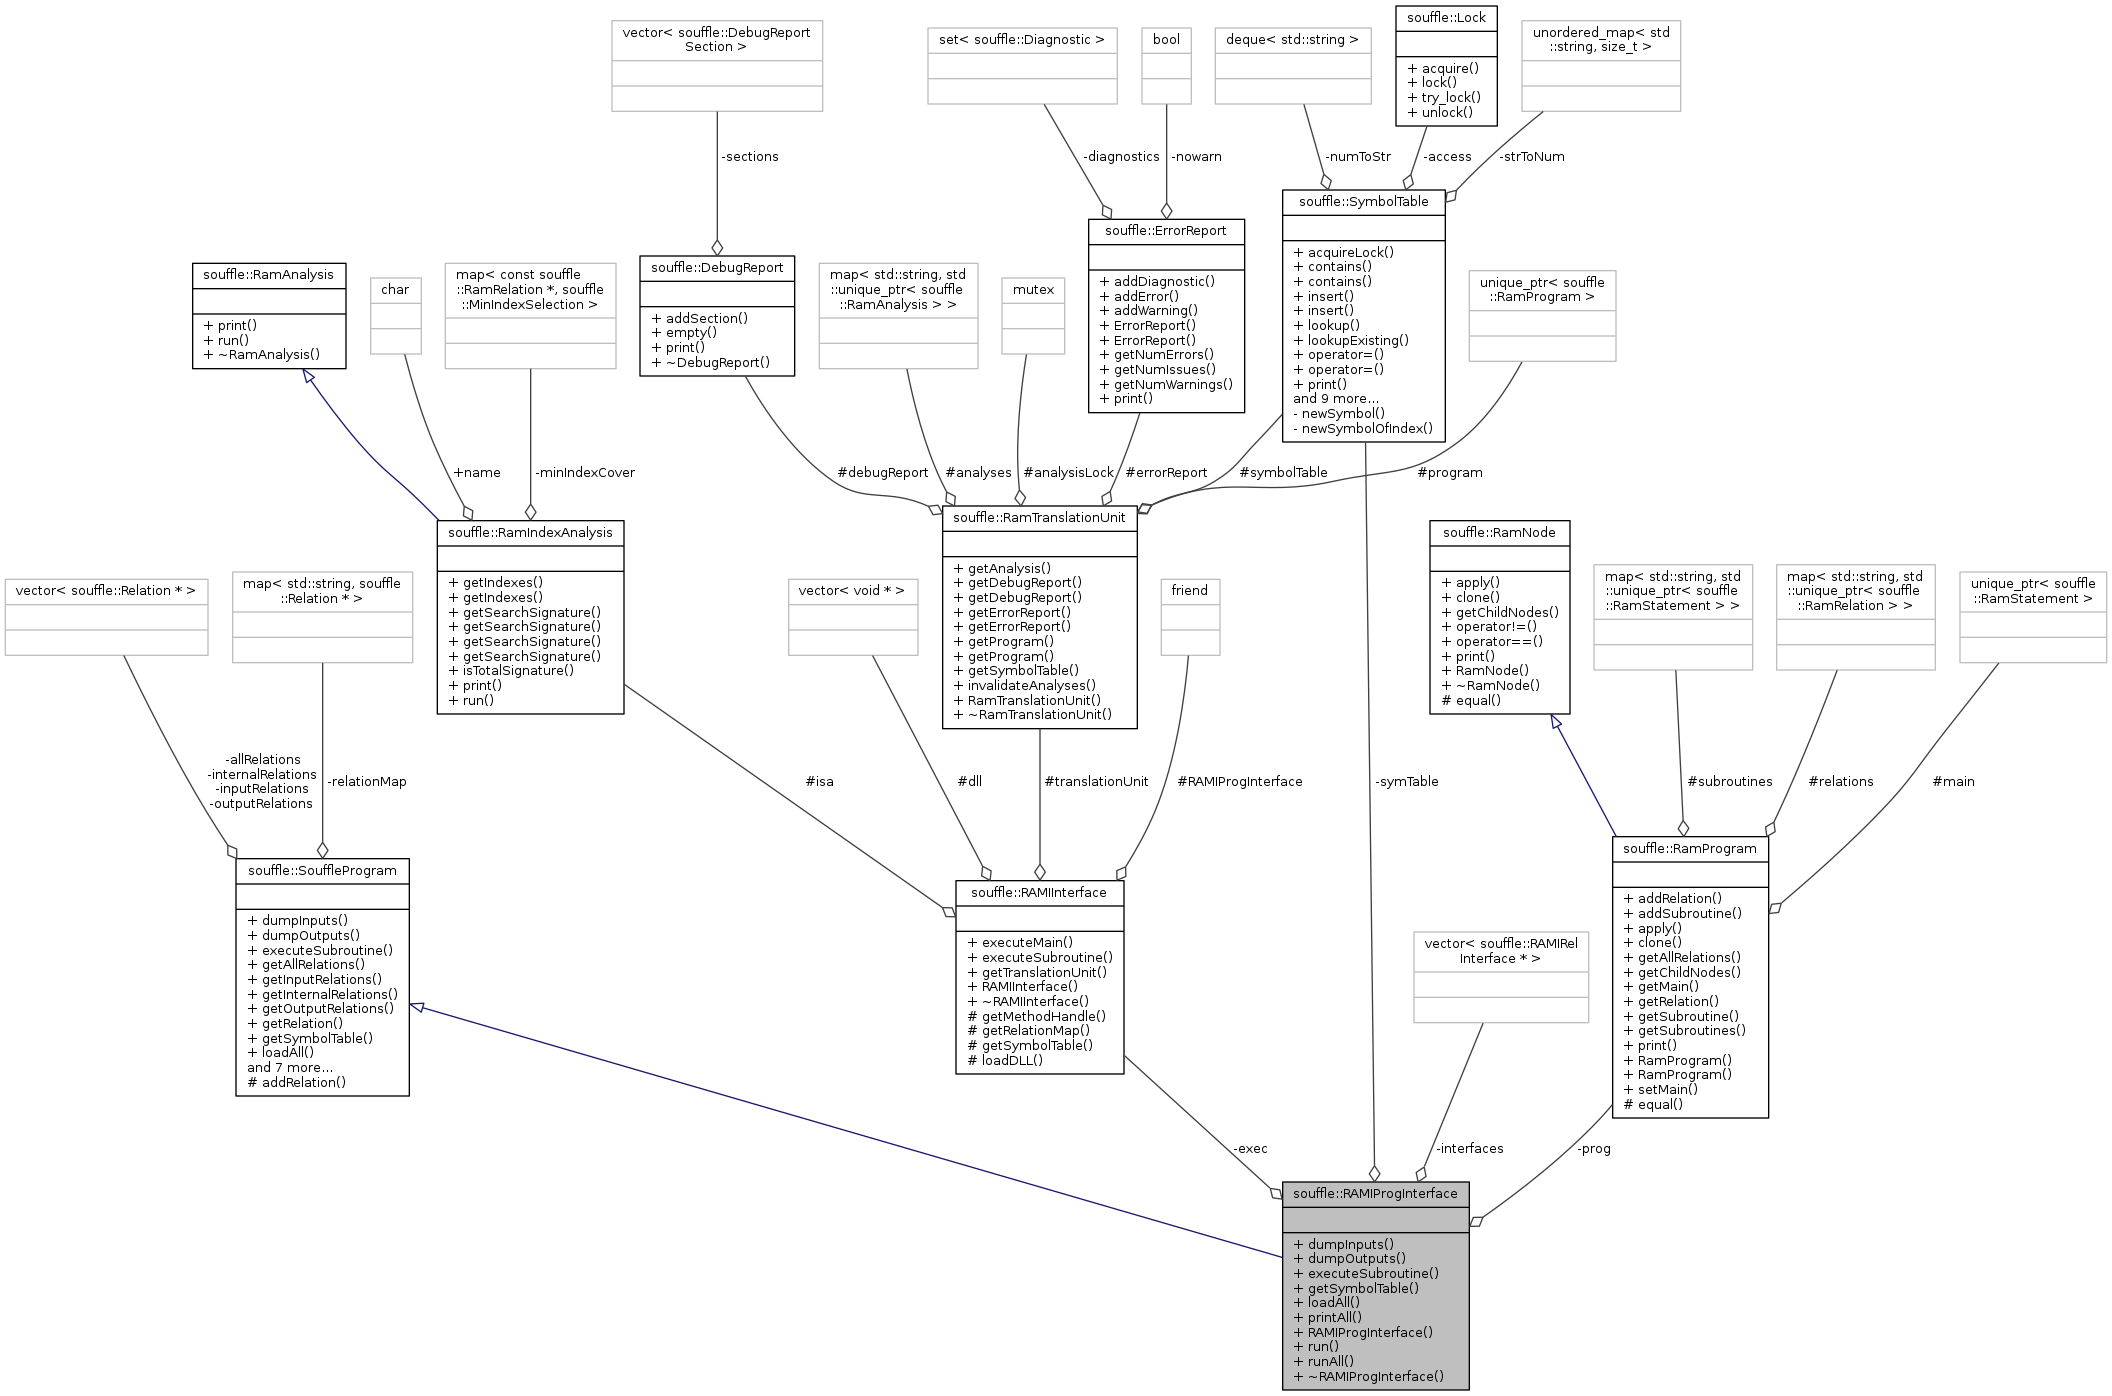 souffle::Lock
+ acquire()
+ lock()
+ try_lock()
+ unlock()
vector< souffle::DebugReport
Section >
set< souffle::Diagnostic >
bool
deque< std::string >
unordered_map< std
::string, size_t >
-sections
-diagnostics
-nowarn
-numToStr
-access
-strToNum
souffle::RamAnalysis
+ print()
+ run()
+ ~RamAnalysis()
char
map< const souffle
::RamRelation *, souffle
::MinIndexSelection >
souffle::DebugReport
+ addSection()
+ empty()
+ print()
+ ~DebugReport()
map< std::string, std
::unique_ptr< souffle
::RamAnalysis > >
mutex
souffle::ErrorReport
+ addDiagnostic()
+ addError()
+ addWarning()
+ ErrorReport()
+ ErrorReport()
+ getNumErrors()
+ getNumIssues()
+ getNumWarnings()
+ print()
souffle::SymbolTable
+ acquireLock()
+ contains()
+ contains()
+ insert()
+ insert()
+ lookup()
+ lookupExisting()
+ operator=()
+ operator=()
+ print()
and 9 more...
- newSymbol()
- newSymbolOfIndex()
unique_ptr< souffle
::RamProgram >
+name
-minIndexCover
#debugReport
#analyses
#analysisLock
#errorReport
#symbolTable
#program
vector< souffle::Relation * >
map< std::string, souffle
::Relation * >
souffle::RamIndexAnalysis
+ getIndexes()
+ getIndexes()
+ getSearchSignature()
+ getSearchSignature()
+ getSearchSignature()
+ getSearchSignature()
+ isTotalSignature()
+ print()
+ run()
vector< void * >
souffle::RamTranslationUnit
+ getAnalysis()
+ getDebugReport()
+ getDebugReport()
+ getErrorReport()
+ getErrorReport()
+ getProgram()
+ getProgram()
+ getSymbolTable()
+ invalidateAnalyses()
+ RamTranslationUnit()
+ ~RamTranslationUnit()
friend
souffle::RamNode
+ apply()
+ clone()
+ getChildNodes()
+ operator!=()
+ operator==()
+ print()
+ RamNode()
+ ~RamNode()
# equal()
map< std::string, std
::unique_ptr< souffle
::RamStatement > >
map< std::string, std
::unique_ptr< souffle
::RamRelation > >
unique_ptr< souffle
::RamStatement >
-allRelations
-internalRelations
-inputRelations
-outputRelations
-relationMap
#isa
#dll
#translationUnit
#RAMIProgInterface
-symTable
#subroutines
#relations
#main
souffle::SouffleProgram
+ dumpInputs()
+ dumpOutputs()
+ executeSubroutine()
+ getAllRelations()
+ getInputRelations()
+ getInternalRelations()
+ getOutputRelations()
+ getRelation()
+ getSymbolTable()
+ loadAll()
and 7 more...
# addRelation()
souffle::RAMIInterface
+ executeMain()
+ executeSubroutine()
+ getTranslationUnit()
+ RAMIInterface()
+ ~RAMIInterface()
# getMethodHandle()
# getRelationMap()
# getSymbolTable()
# loadDLL()
vector< souffle::RAMIRel
Interface * >
souffle::RamProgram
+ addRelation()
+ addSubroutine()
+ apply()
+ clone()
+ getAllRelations()
+ getChildNodes()
+ getMain()
+ getRelation()
+ getSubroutine()
+ getSubroutines()
+ print()
+ RamProgram()
+ RamProgram()
+ setMain()
# equal()
-exec
-interfaces
-prog
souffle::RAMIProgInterface
+ dumpInputs()
+ dumpOutputs()
+ executeSubroutine()
+ getSymbolTable()
+ loadAll()
+ printAll()
+ RAMIProgInterface()
+ run()
+ runAll()
+ ~RAMIProgInterface()